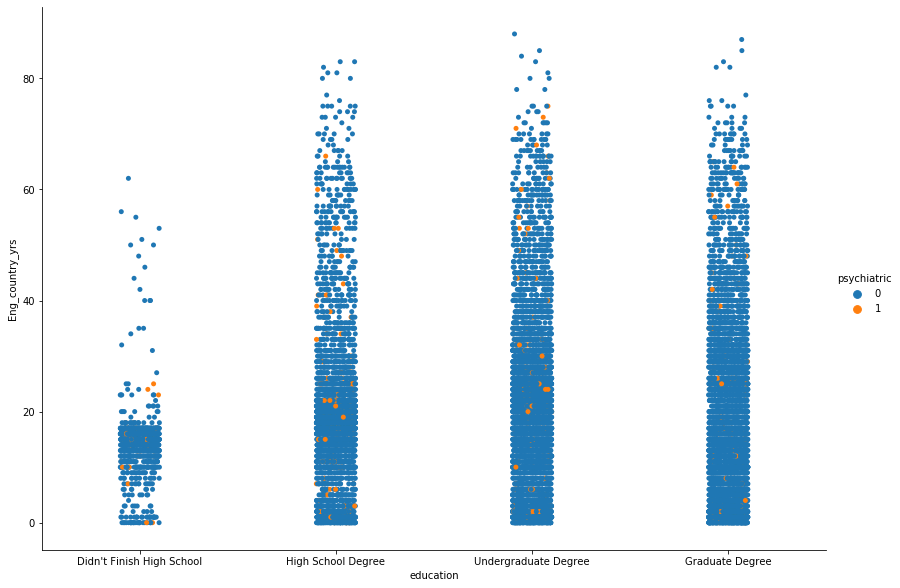 Eng_country_yrs
80
60
40
20
0
Didn't Finish High School
High School Degree
Undergraduate Degree
Graduate Degree
education
psychiatric
0
1